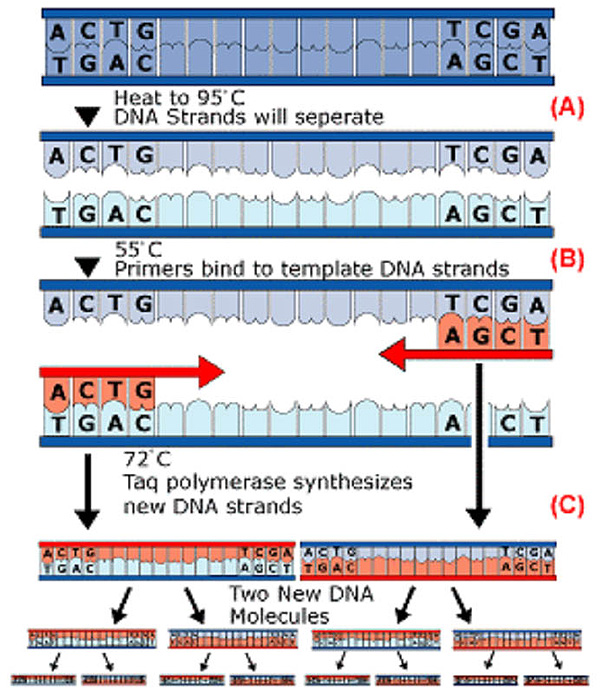 A C T G T C G A
T G A C A G C T
Heat to 95°C
DNA Strands will seperate
(A)
A C T G T C G A
T G A C A G C T
55°C
Primers bind to template DNA strands
(B)
A C T G T C G A
A G C T
A C T G
T G A C A C T
72°C
Taq polymerase synthesizes
new DNA strands
(C)
A C T G T C G A
T G A C A G C T
A C T G T C G A
T G A C A G C T
Two New DNA
Molecules